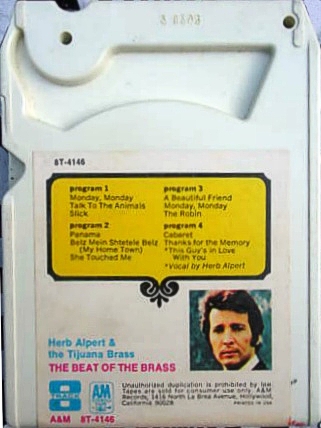 8T-4146
program 1
Monday, Monday
Talk To The Animals
Slick
program 2
Panama
Belz Mein Shtetele Belz
(My Home Town)
She Touched Me
program 3
A Beautiful Friend
Monday, Monday
The Robin
program 4
Cabaret
Thanks for the Memory
*This Guy's in Love
With You
*Vocal by Herb Alpert
Herb Alpert &
the Tijuana Brass
THE BEAT OF THE BRASS
8
TRACK
AM
A&M 8T-4146
Unauthorized duplication is prohibited by law.
Tapes are sold for consumer use only. A&M
Records, 1416 North La Brea Avenue, Hollywood,
California 90028
PRINTED IN USA